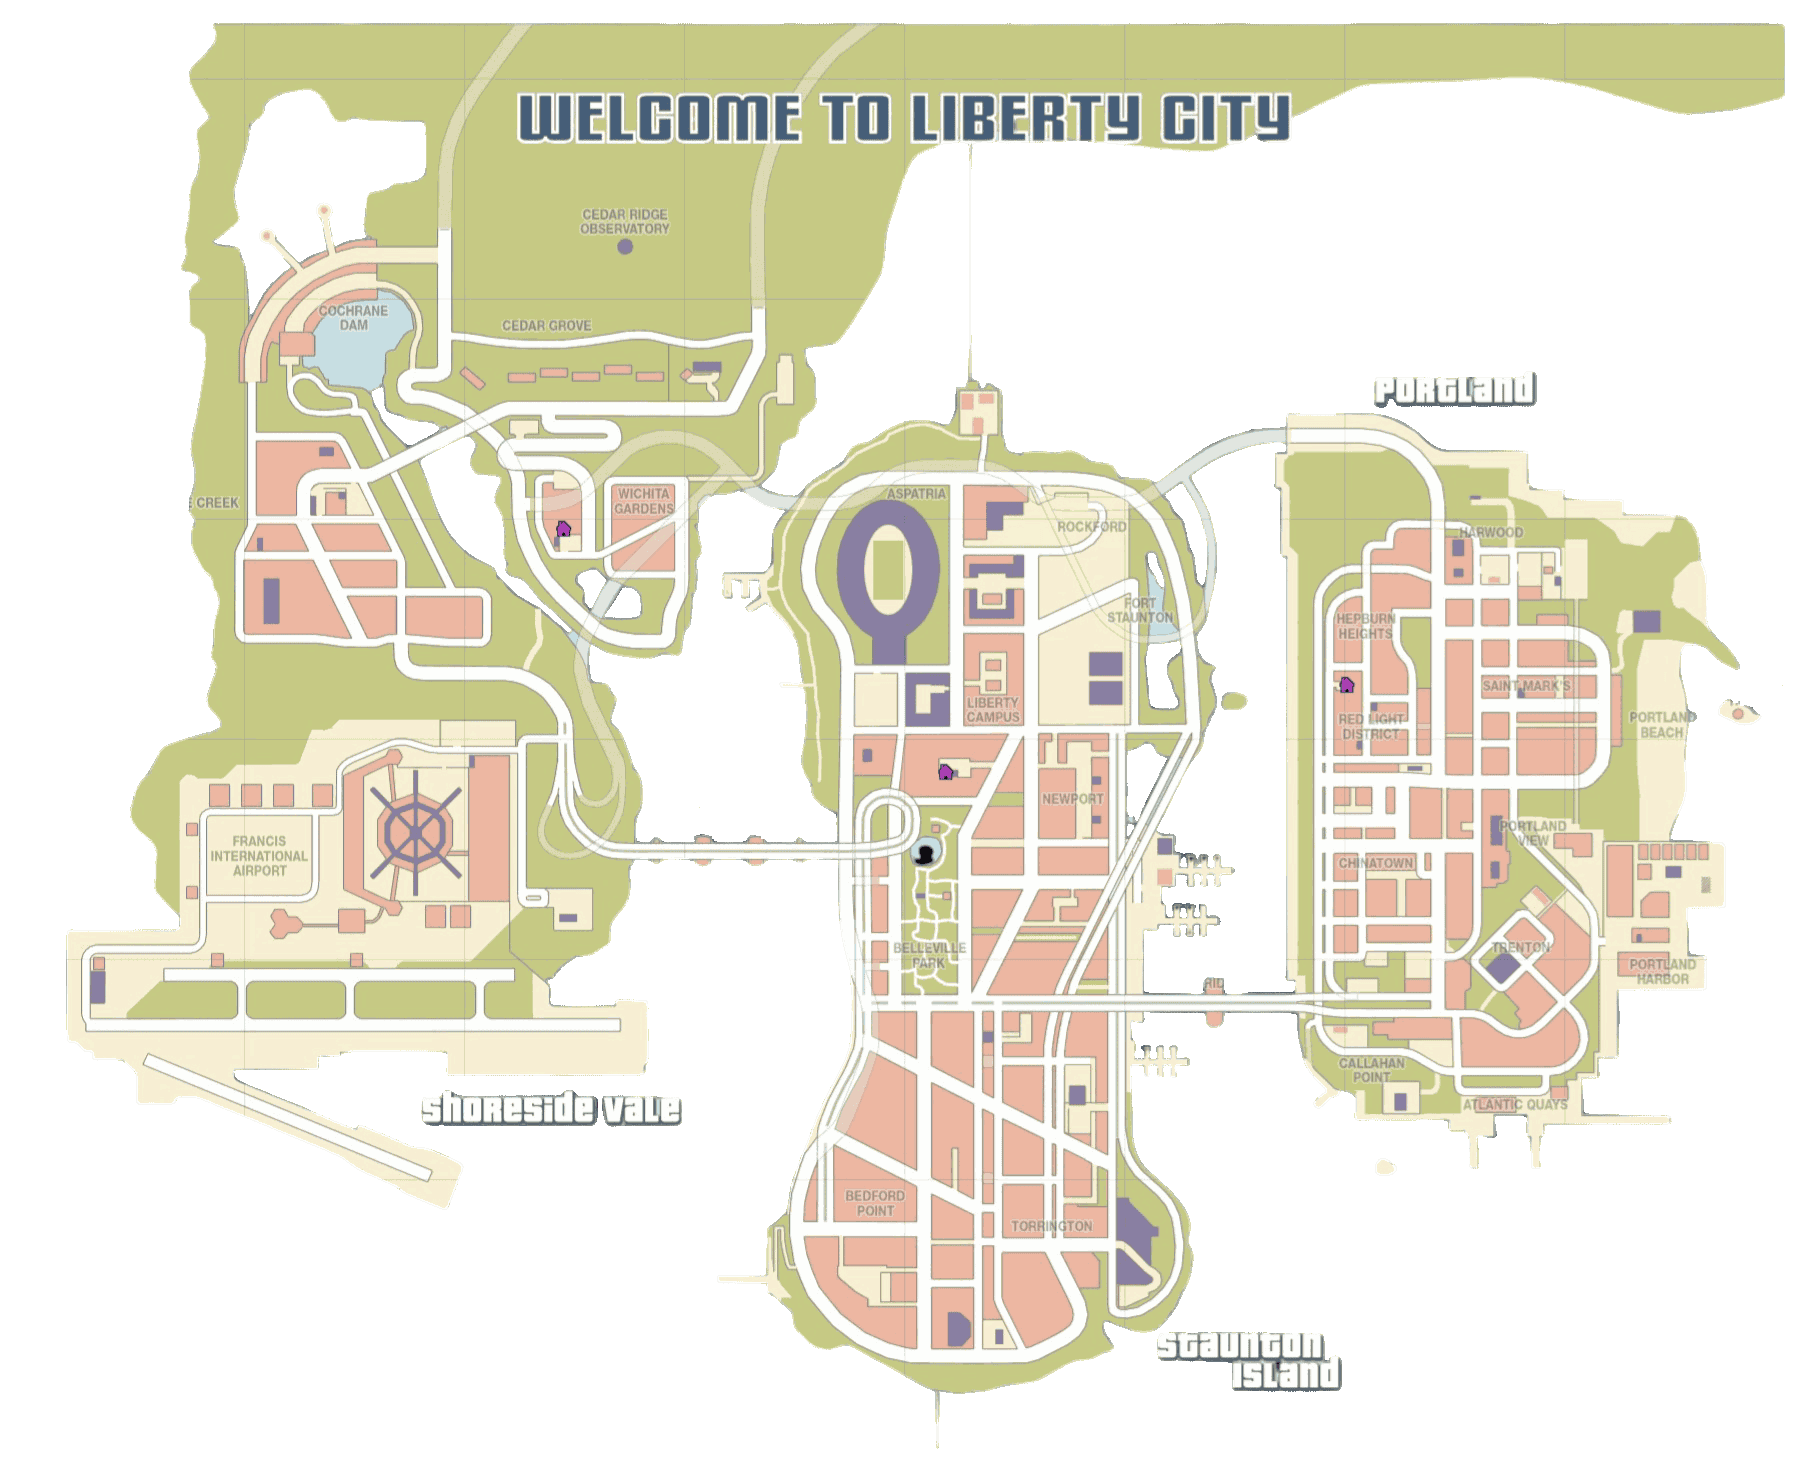 WELCOME TO LIBERTY CITY
CEDAR RIDGE
OBSERVATORY
COCHRANE
DAM
CEDAR GROVE
PORTLAND
CREEK
WICHITA
GARDENS
ASPATRIA
ROCKFORD
HARWOOD
FORT
STAUNTON
HEPBURN
HEIGHTS
SAINT MARK'S
LIBERTY
CAMPUS
RED LIGHT
DISTRICT
PORTLAND
BEACH
NEWPORT
PORTLAND
VIEW
FRANCIS
INTERNATIONAL
AIRPORT
CHINATOWN
BELLEVILLE
PARK
TRENTON
PORTLAND
HARBOR
CALLAHAN
POINT
ATLANTIC QUAYS
SHORESIDE VALE
BEDFORD
POINT
TORRINGTON
STAUNTON
ISLAND